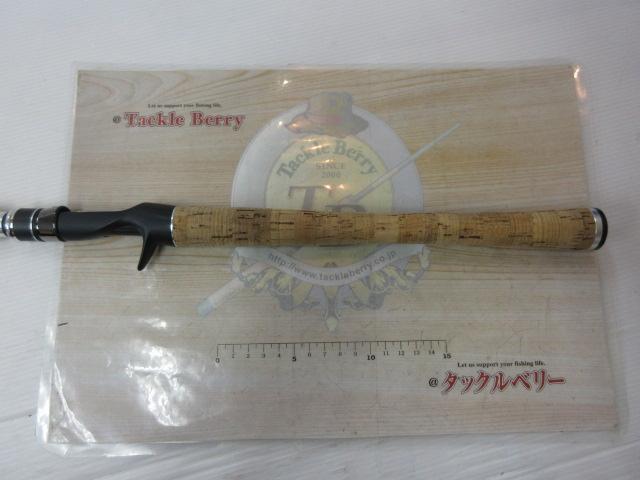 Let us support your fishing life.
@ Tackle Berry
Tackle Berry
SINCE
2000
http://www.tackleberry.co.jp
0 1 2 3 4 5 6 7 8 9 10 11 12 13 14 15
Let us support your fishing life.
@ タックルベリー